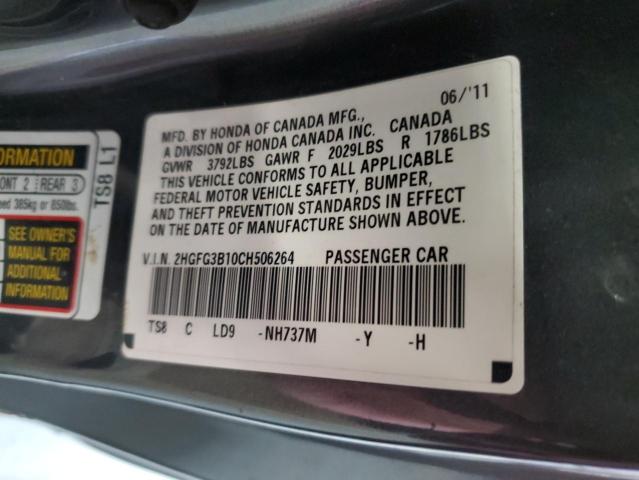 06/'11
MFD. BY HONDA OF CANADA MFG.,
A DIVISION OF HONDA CANADA INC. CANADA
GVWR 3792LBS GAWR F 2029LBS R 1786LBS
THIS VEHICLE CONFORMS TO ALL APPLICABLE
FEDERAL MOTOR VEHICLE SAFETY, BUMPER,
AND THEFT PREVENTION STANDARDS IN EFFECT
ON THE DATE OF MANUFACTURE SHOWN ABOVE.
V.I.N. 2HGFG3B10CH506264 PASSENGER CAR
TS8 C LD9 -NH737M -Y -H
2 REAR 3
385kg or 850lbs.
SEE OWNER'S
MANUAL FOR
ADDITIONAL
INFORMATION
TS8 L1